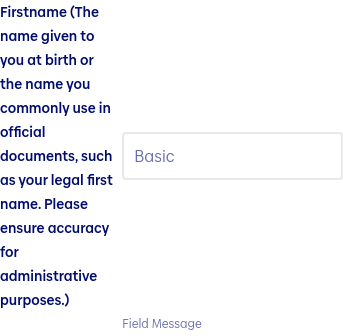 Firstname (The
name given to
you at birth or
the name you
commonly use in
official
documents, such
as your legal first
name. Please
ensure accuracy
for
administrative
purposes.)
Basic
Field Message